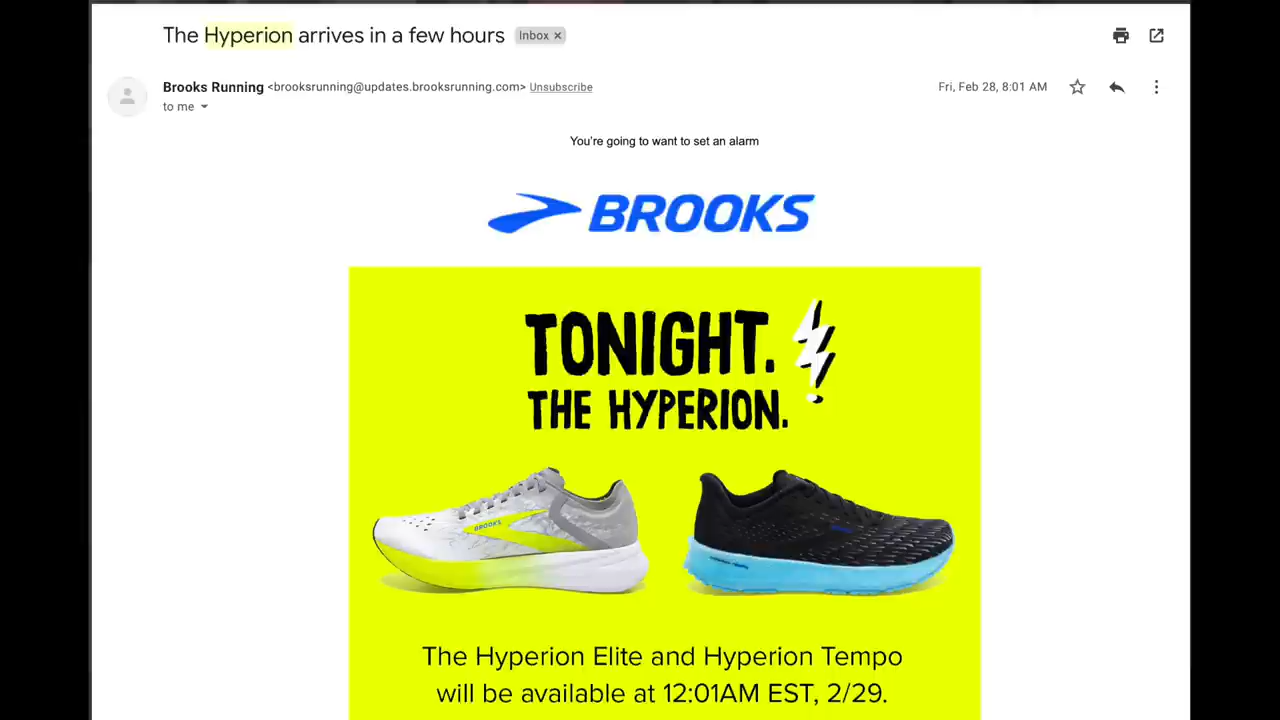 The Hyperion arrives in a few hours Inbox ×
Brooks Running <brooksrunning@updates.brooksrunning.com> Unsubscribe Fri, Feb 28, 8:01 AM
to me
You're going to want to set an alarm
BROOKS
TONIGHT.
THE HYPERION.
BROOKS
The Hyperion Elite and Hyperion Tempo
will be available at 12:01AM EST, 2/29.